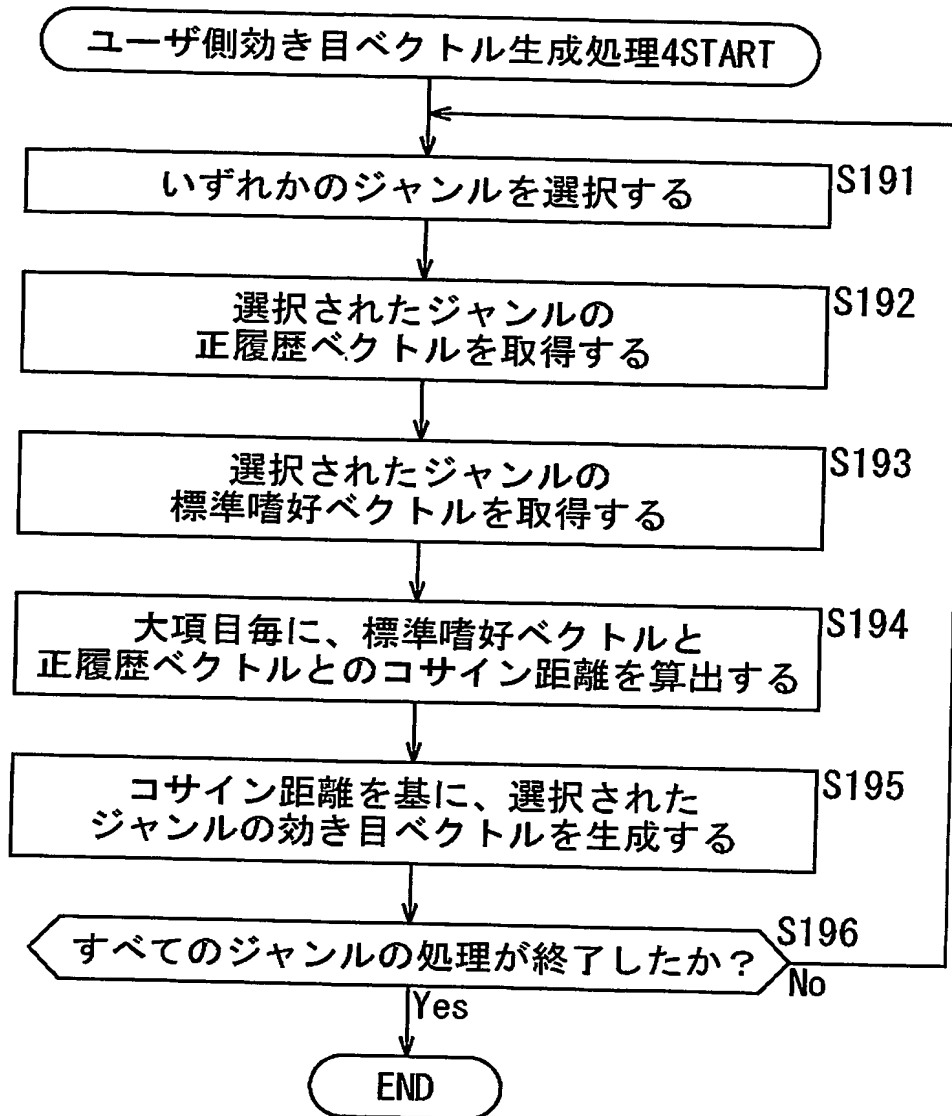 ユーザ側効き目ベクトル生成処理4START
いずれかのジャンルを選択する
S191
選択されたジャンルの
正履歴ベクトルを取得する
S192
選択されたジャンルの
標準嗜好ベクトルを取得する
S193
大項目毎に、標準嗜好ベクトルと
正履歴ベクトルとのコサイン距離を算出する
S194
コサイン距離を基に、選択された
ジャンルの効き目ベクトルを生成する
S195
すべてのジャンルの処理が終了したか？
S196
No
Yes
END